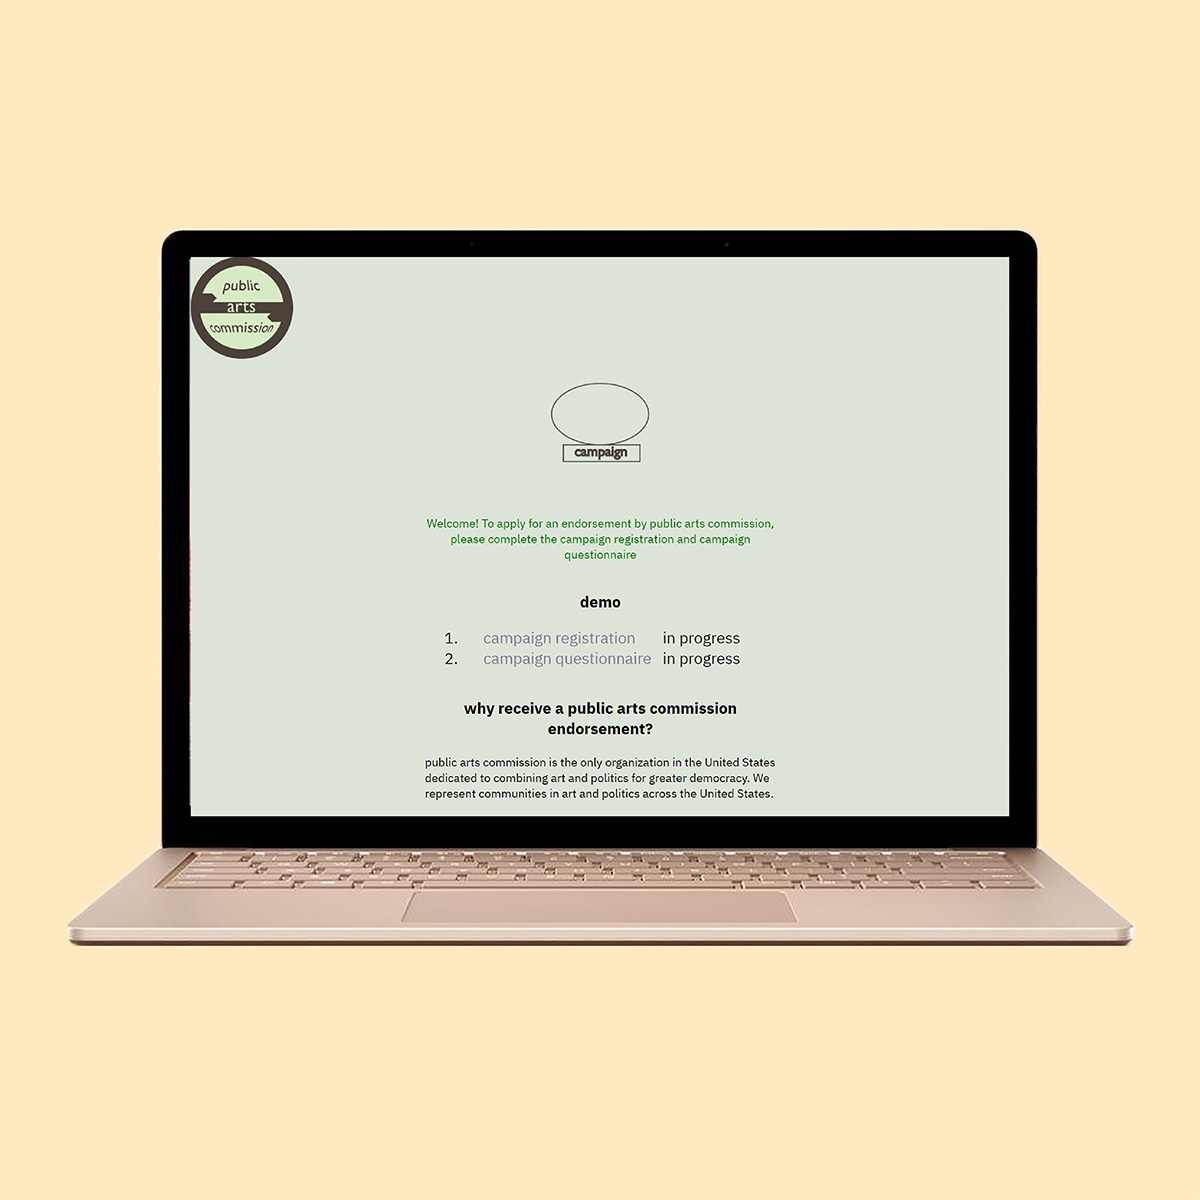 public
arts
commission
campaign
Welcome! To apply for an endorsement by public arts commission,
please complete the campaign registration and campaign
questionnaire
demo
1. campaign registration in progress
2. campaign questionnaire in progress
why receive a public arts commission
endorsement?
public arts commission is the only organization in the United States
dedicated to combining art and politics for greater democracy. We
represent communities in art and politics across the United States.